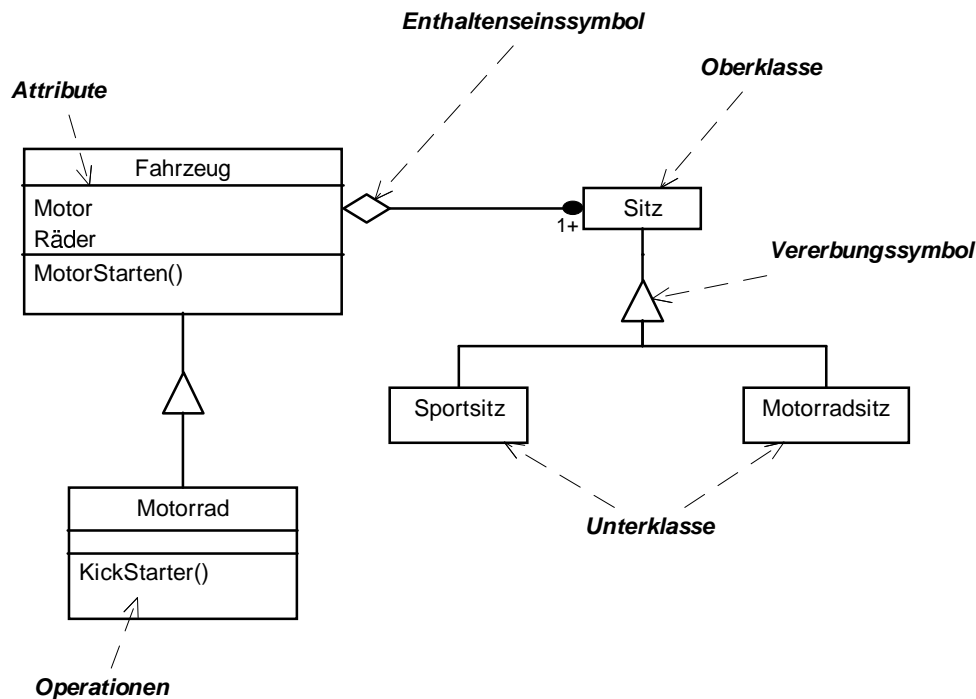 Enthaltenseinssymbol
Oberklasse
Attribute
Fahrzeug
Motor
Räder
MotorStarten()
1+
Sitz
Vererbungssymbol
Sportsitz
Motorradsitz
Motorrad
KickStarter()
Unterklasse
Operationen